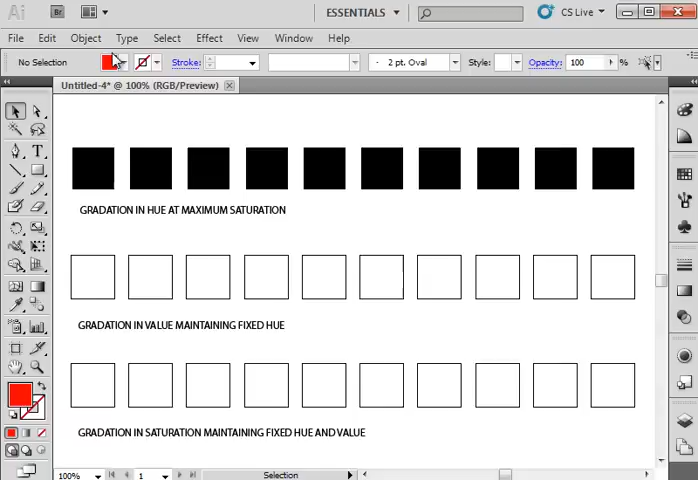 Ai Br ESSENTIALS CS Live
File Edit Object Type Select Effect View Window Help
No Selection Stroke: 2 pt. Oval Style: Opacity: 100 %
Untitled-4* @ 100% (RGB/Preview)
GRADATION IN HUE AT MAXIMUM SATURATION
GRADATION IN VALUE MAINTAINING FIXED HUE
GRADATION IN SATURATION MAINTAINING FIXED HUE AND VALUE
100% 1 Selection